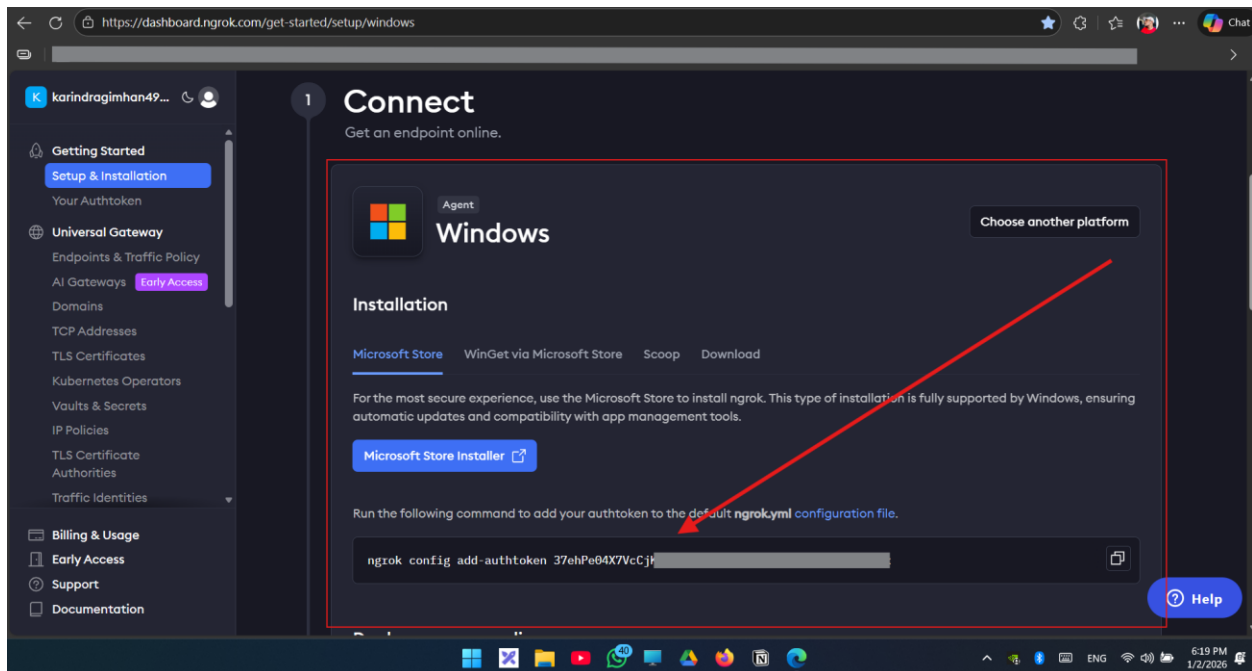 https://dashboard.ngrok.com/get-started/setup/windows
Chat
K karindragimhan49...
Getting Started
Setup & Installation
Your Authtoken
Universal Gateway
Endpoints & Traffic Policy
AI Gateways Early Access
Domains
TCP Addresses
TLS Certificates
Kubernetes Operators
Vaults & Secrets
IP Policies
TLS Certificate
Authorities
Traffic Identities
Billing & Usage
Early Access
Support
Documentation
1
Connect
Get an endpoint online.
Agent
Windows
Choose another platform
Installation
Microsoft Store WinGet via Microsoft Store Scoop Download
For the most secure experience, use the Microsoft Store to install ngrok. This type of installation is fully supported by Windows, ensuring
automatic updates and compatibility with app management tools.
Microsoft Store Installer
Run the following command to add your authtoken to the default ngrok.yml configuration file.
ngrok config add-authtoken 37ehPe04X7VcCj
Help
40
ENG
6:19 PM
1/2/2026